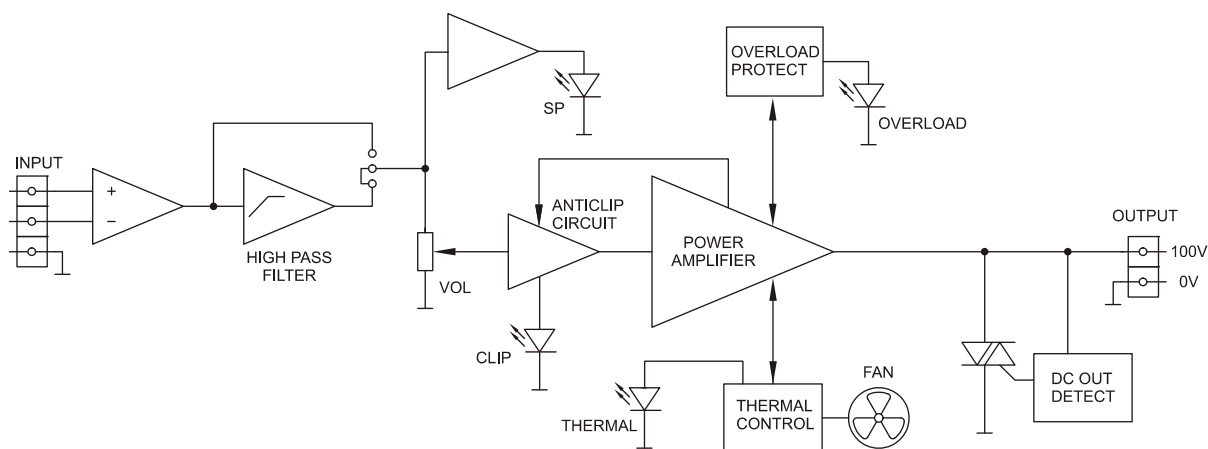 OVERLOAD
PROTECT
SP
OVERLOAD
INPUT
+
−
HIGH PASS
FILTER
VOL
ANTICLIP
CIRCUIT
CLIP
POWER
AMPLIFIER
OUTPUT
100V
0V
THERMAL
THERMAL
CONTROL
FAN
DC OUT
DETECT